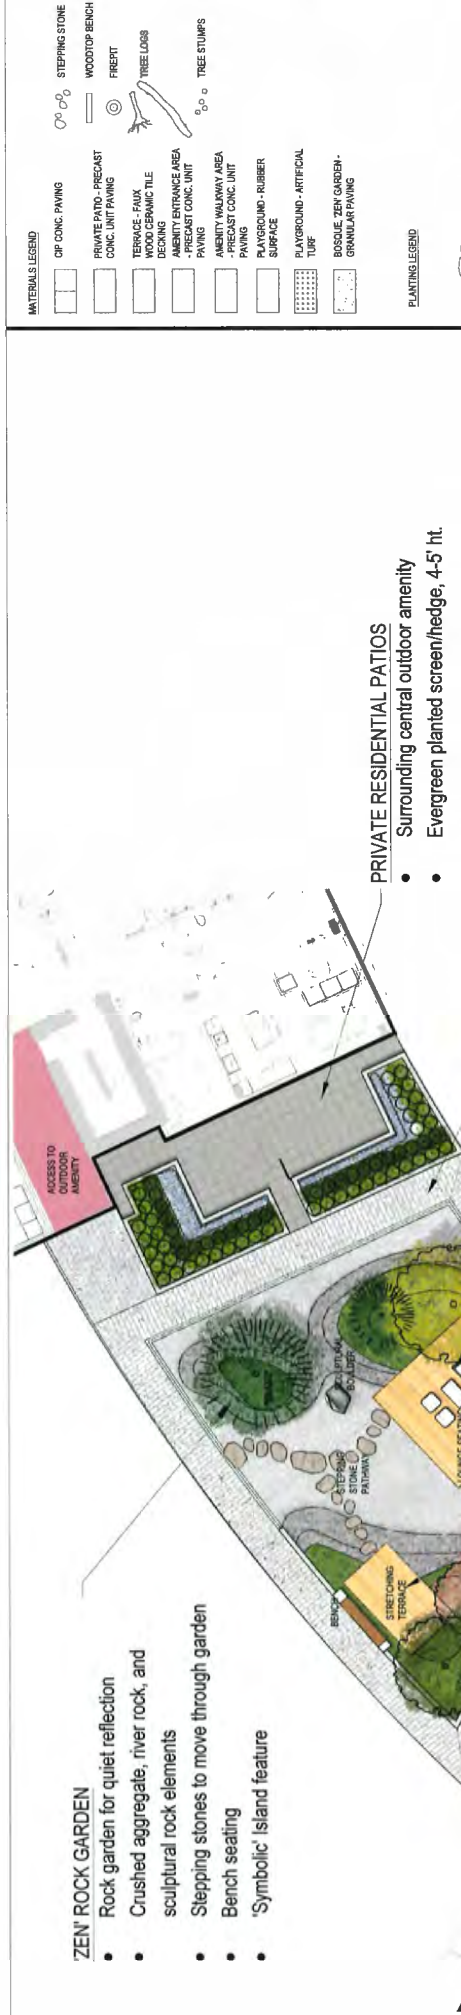 'ZEN' ROCK GARDEN
• Rock garden for quiet reflection
• Crushed aggregate, river rock, and
sculptural rock elements
• Stepping stones to move through garden
• Bench seating
• 'Symbolic' Island feature
ACCESS TO
OUTDOOR
AMENITY
SCULPTURAL
BOULDER
STEPPING
STONE
PATHWAY
BENCH
STRETCHING
TERRACE
LOUNGE SEATING
PRIVATE RESIDENTIAL PATIOS
• Surrounding central outdoor amenity
• Evergreen planted screen/hedge, 4-5' ht.
MATERIALS LEGEND
CIP CONC. PAVING
PRIVATE PATIO - PRECAST
CONC. UNIT PAVING
TERRACE - FAUX
WOOD CERAMIC TILE
DECKING
AMENITY ENTRANCE AREA
- PRECAST CONC. UNIT
PAVING
AMENITY WALKWAY AREA
- PRECAST CONC. UNIT
PAVING
PLAYGROUND - RUBBER
SURFACE
PLAYGROUND - ARTIFICIAL
TURF
BOSQUE, 'ZEN' GARDEN -
GRANULAR PAVING
STEPPING STONE
WOODTOP BENCH
FIREPIT
TREE LOGS
TREE STUMPS
PLANTING LEGEND